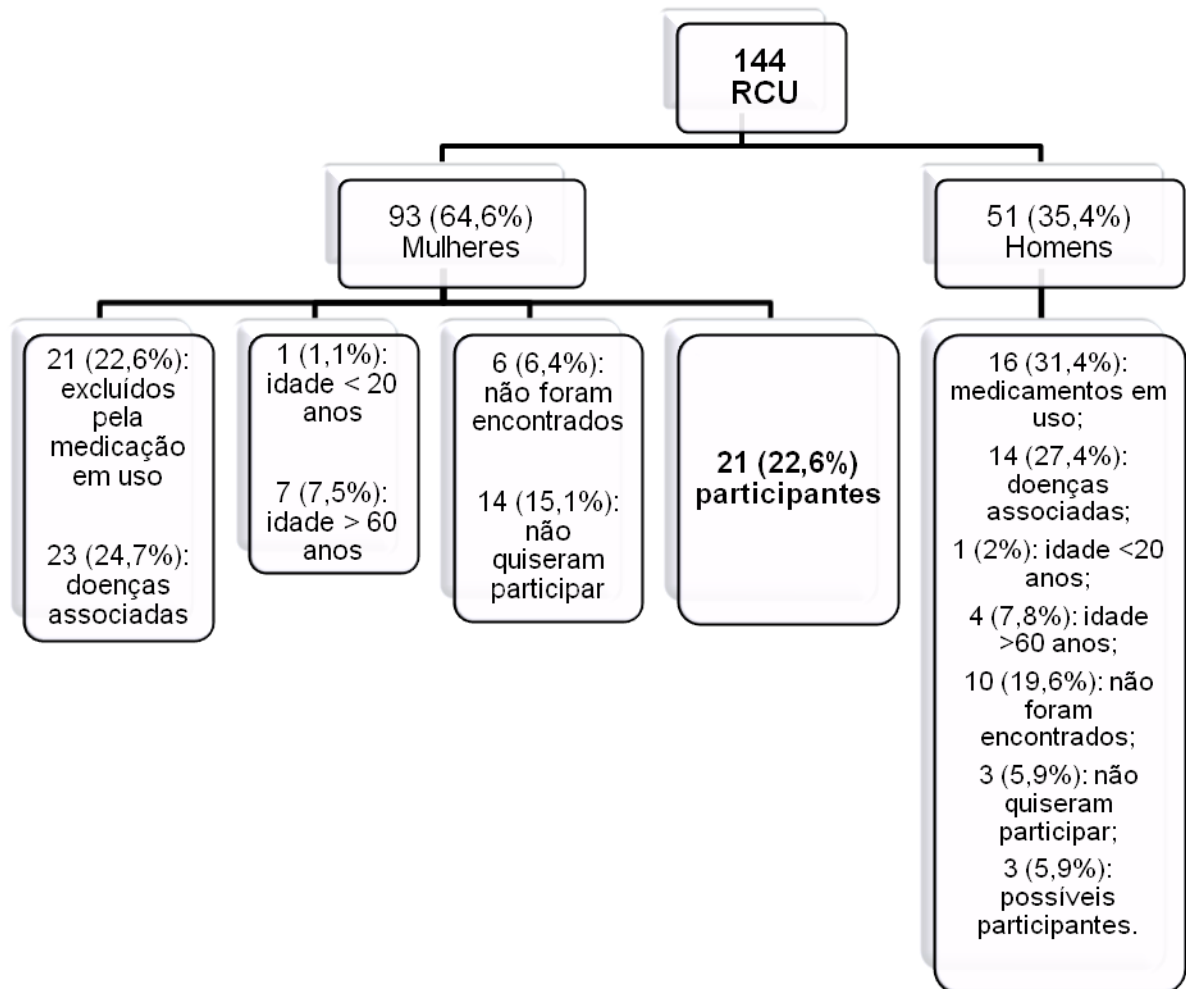 144
RCU
93 (64,6%)
Mulheres
51 (35,4%)
Homens
21 (22,6%):
excluídos
pela
medicação
em uso
23 (24,7%):
doenças
associadas
1 (1,1%):
idade < 20
anos
7 (7,5%):
idade > 60
anos
6 (6,4%):
não foram
encontrados
14 (15,1%):
não
quiseram
participar
21 (22,6%)
participantes
16 (31,4%):
medicamentos em
uso;
14 (27,4%):
doenças
associadas;
1 (2%): idade <20
anos;
4 (7,8%): idade
>60 anos;
10 (19,6%): não
foram
encontrados;
3 (5,9%): não
quiseram
participar;
3 (5,9%):
possíveis
participantes.